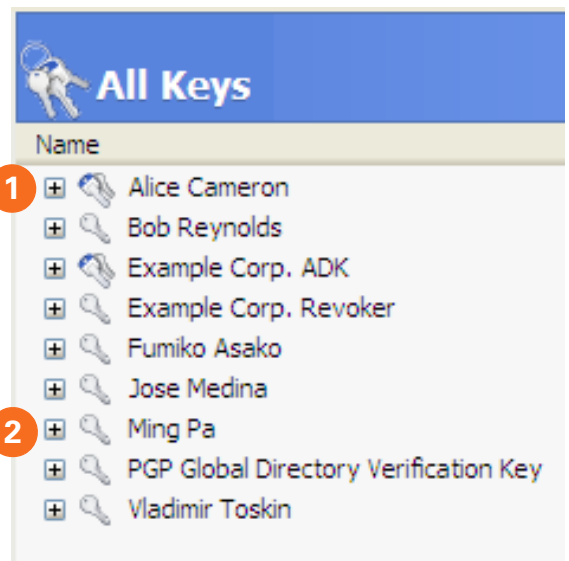 All Keys
Name
1 Alice Cameron
Bob Reynolds
Example Corp. ADK
Example Corp. Revoker
Fumiko Asako
Jose Medina
2 Ming Pa
PGP Global Directory Verification Key
Vladimir Toskin